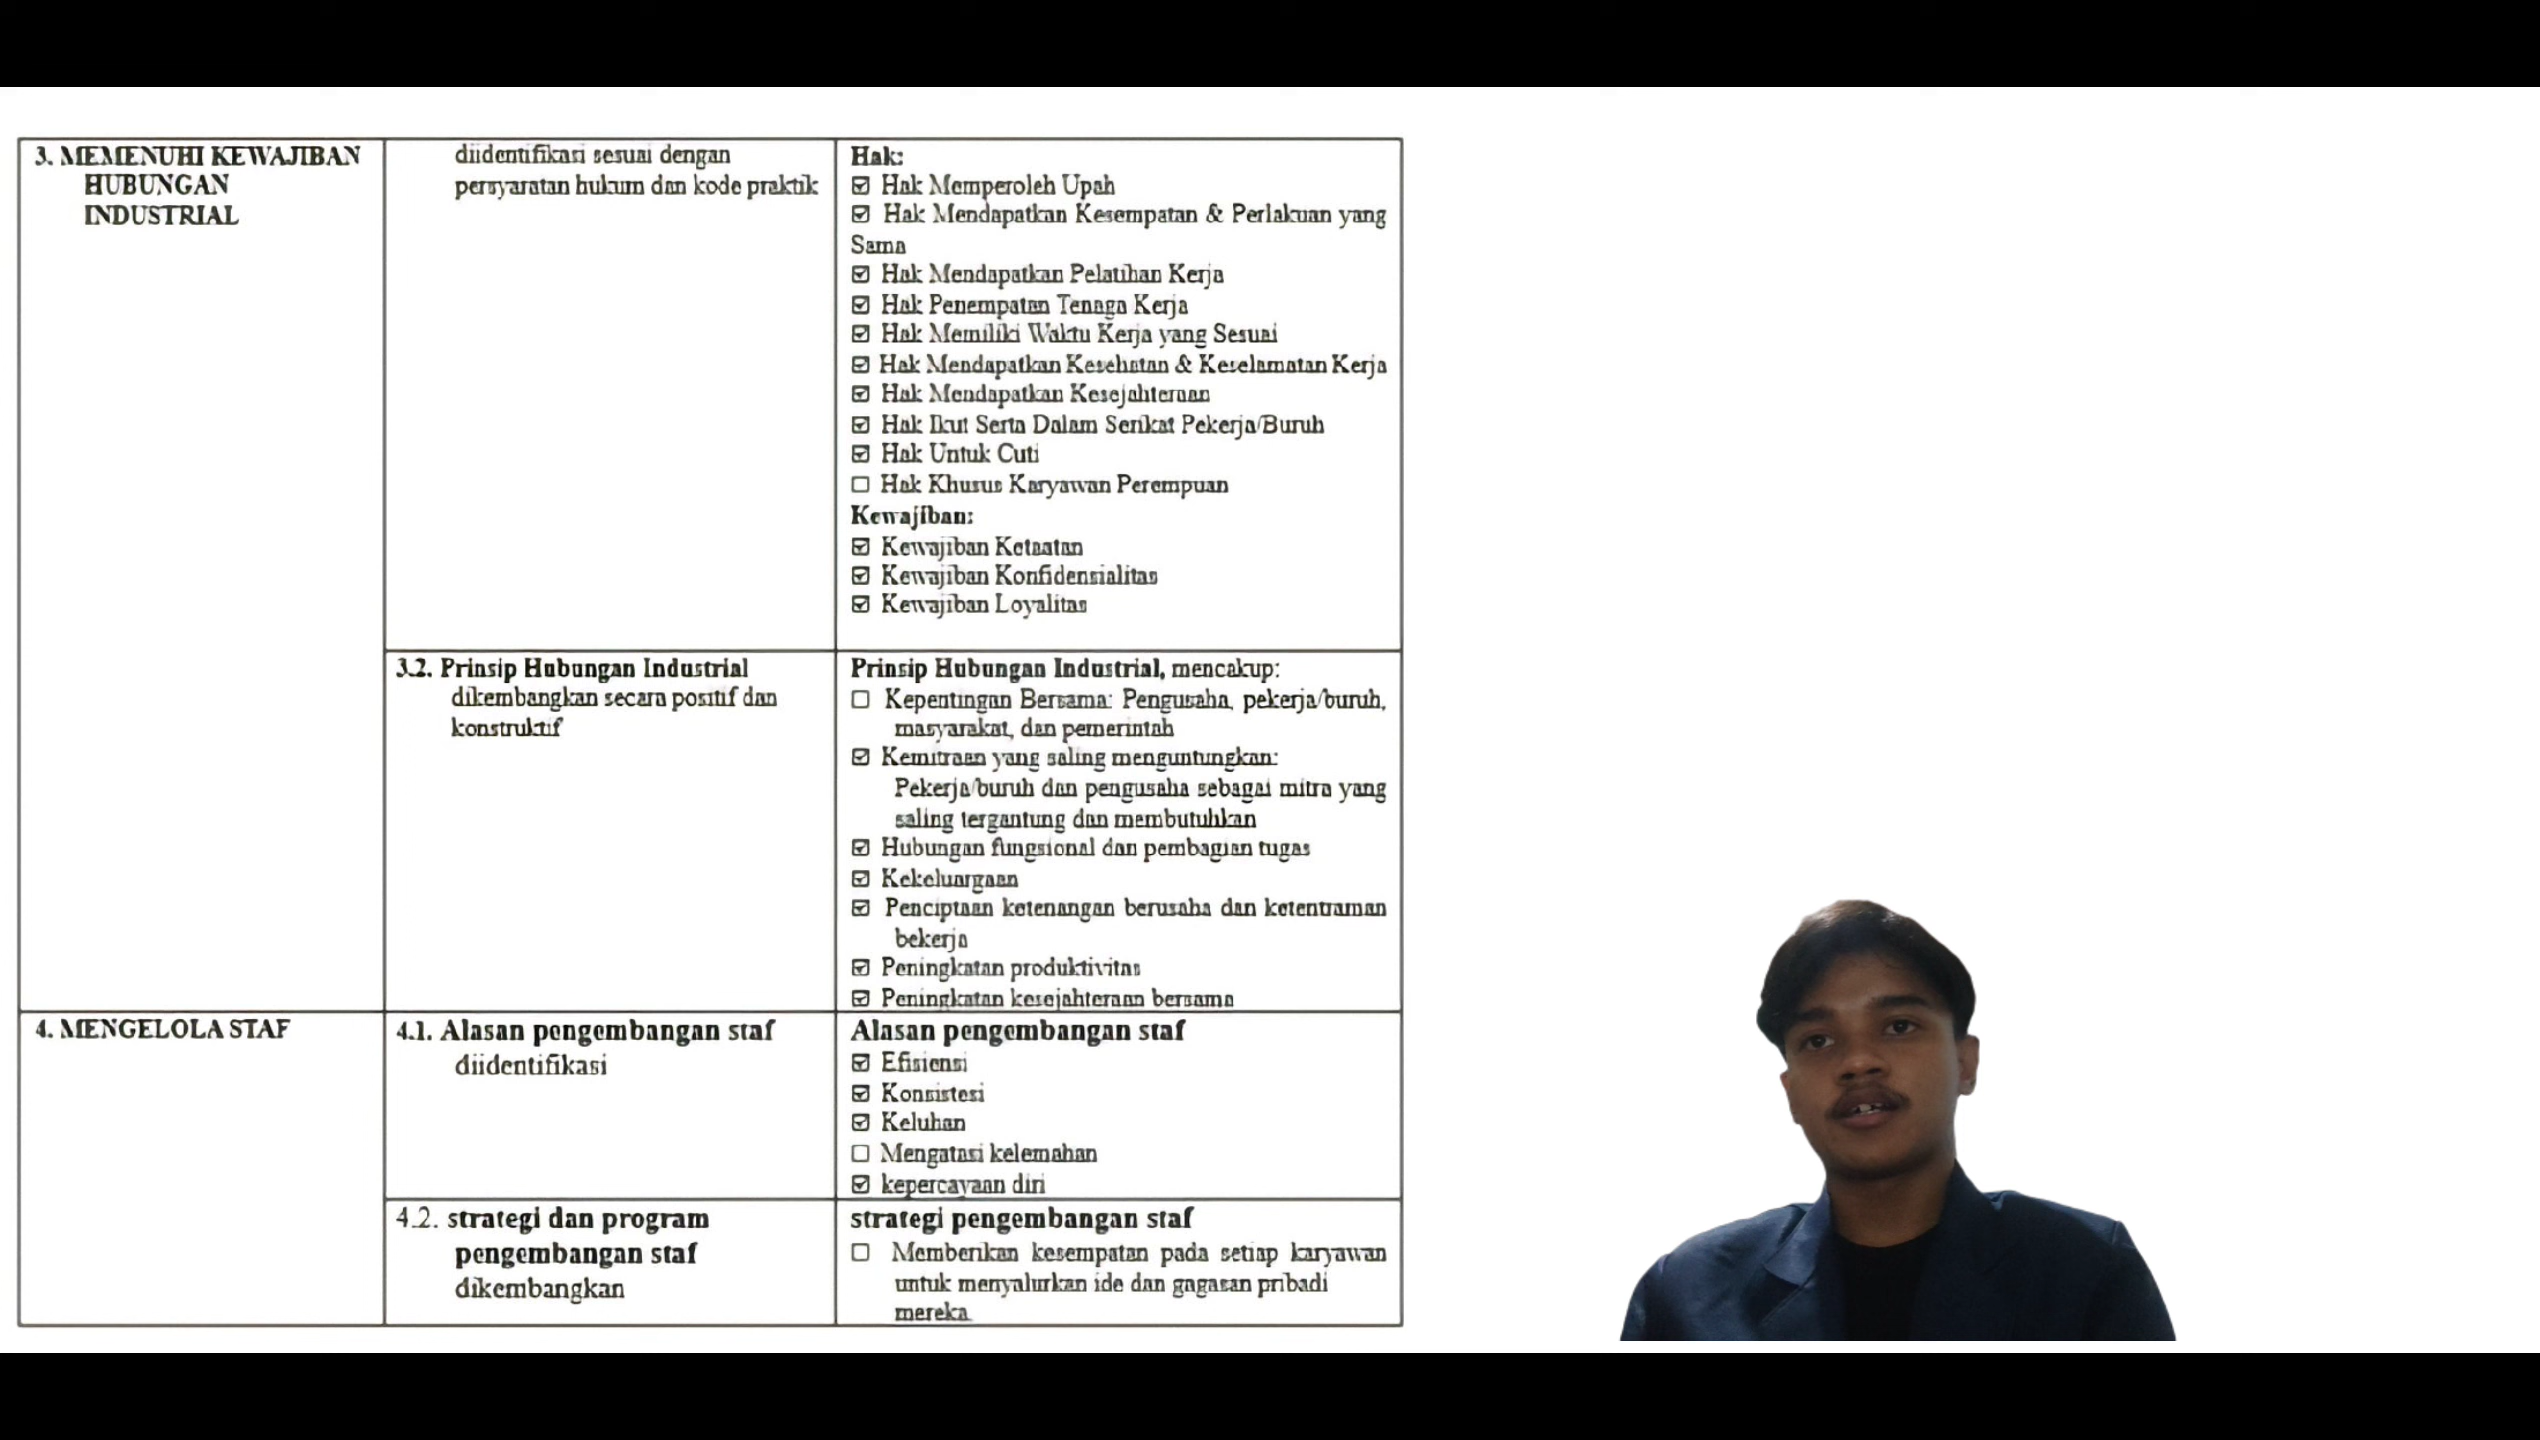 3. MEMENUHI KEWAJIBAN
HUBUNGAN
INDUSTRIAL
diidentifikasi sesuai dengan
persyaratan hukum dan kode praktik
Hak:
☑ Hak Memperoleh Upah
☑ Hak Mendapatkan Kesempatan & Perlakuan yang
Sama
☑ Hak Mendapatkan Pelatihan Kerja
☑ Hak Penempatan Tenaga Kerja
☑ Hak Memiliki Waktu Kerja yang Sesuai
☑ Hak Mendapatkan Kesehatan & Keselamatan Kerja
☑ Hak Mendapatkan Kesejahteraan
☑ Hak Ikut Serta Dalam Serikat Pekerja/Buruh
☑ Hak Untuk Cuti
☐ Hak Khusus Karyawan Perempuan
Kewajiban:
☑ Kewajiban Ketaatan
☑ Kewajiban Konfidensialitas
☑ Kewajiban Loyalitas
3.2. Prinsip Hubungan Industrial
dikembangkan secara positif dan
konstruktif
Prinsip Hubungan Industrial, mencakup:
☐ Kepentingan Bersama: Pengusaha, pekerja/buruh,
masyarakat, dan pemerintah
☑ Kemitraan yang saling menguntungkan:
Pekerja/buruh dan pengusaha sebagai mitra yang
saling tergantung dan membutuhkan
☑ Hubungan fungsional dan pembagian tugas
☑ Kekeluargaan
☑ Penciptaan ketenangan berusaha dan ketentraman
bekerja
☑ Peningkatan produktivitas
☑ Peningkatan kesejahteraan bersama
4. MENGELOLA STAF
4.1. Alasan pengembangan staf
diidentifikasi
Alasan pengembangan staf
☑ Efisiensi
☑ Konsistesi
☑ Keluhan
☐ Mengatasi kelemahan
☑ kepercayaan diri
4.2. strategi dan program
pengembangan staf
dikembangkan
strategi pengembangan staf
☐ Memberikan kesempatan pada setiap karyawan
untuk menyalurkan ide dan gagasan pribadi
mereka.